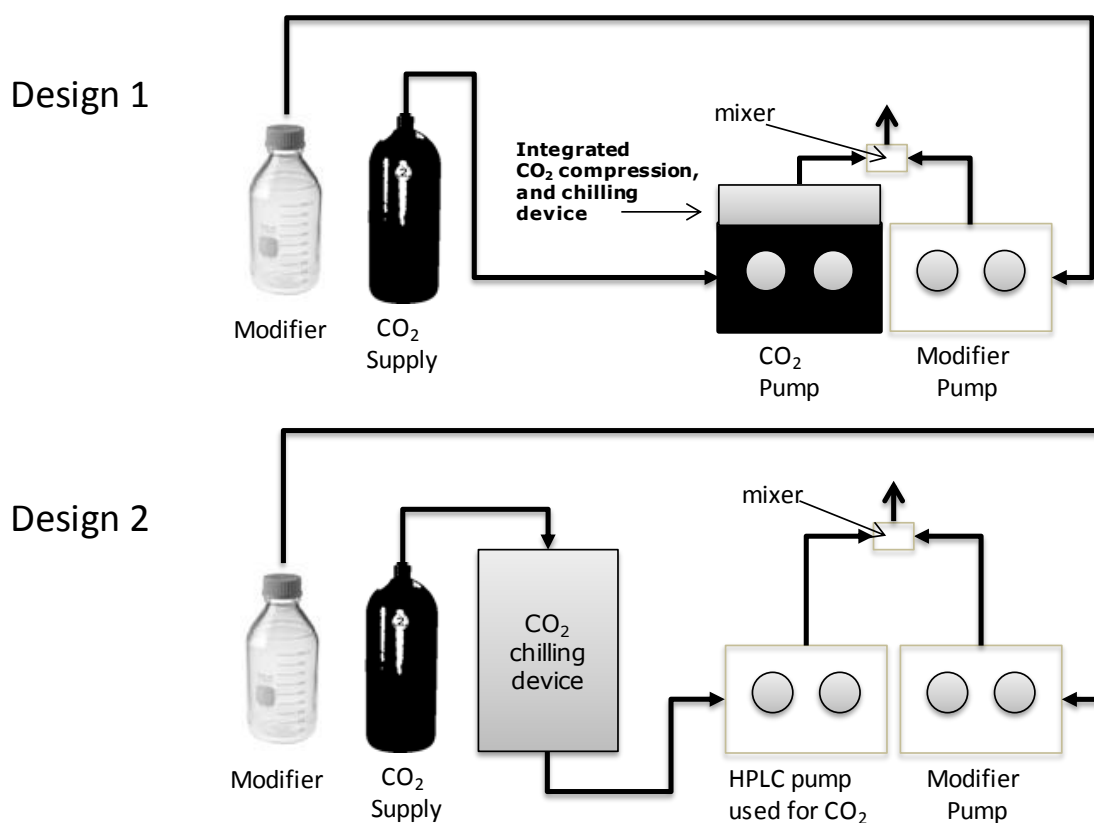 Design 1
mixer
Integrated
CO₂ compression,
and chilling
device
Modifier
CO₂
Supply
CO₂
Pump
Modifier
Pump
Design 2
mixer
CO₂
chilling
device
Modifier
CO₂
Supply
HPLC pump
used for CO₂
Modifier
Pump